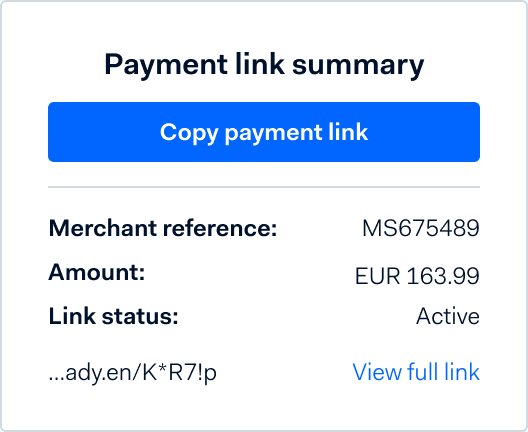 Payment link summary
Copy payment link
Merchant reference: MS675489
Amount: EUR 163.99
Link status: Active
...ady.en/K*R7!p View full link